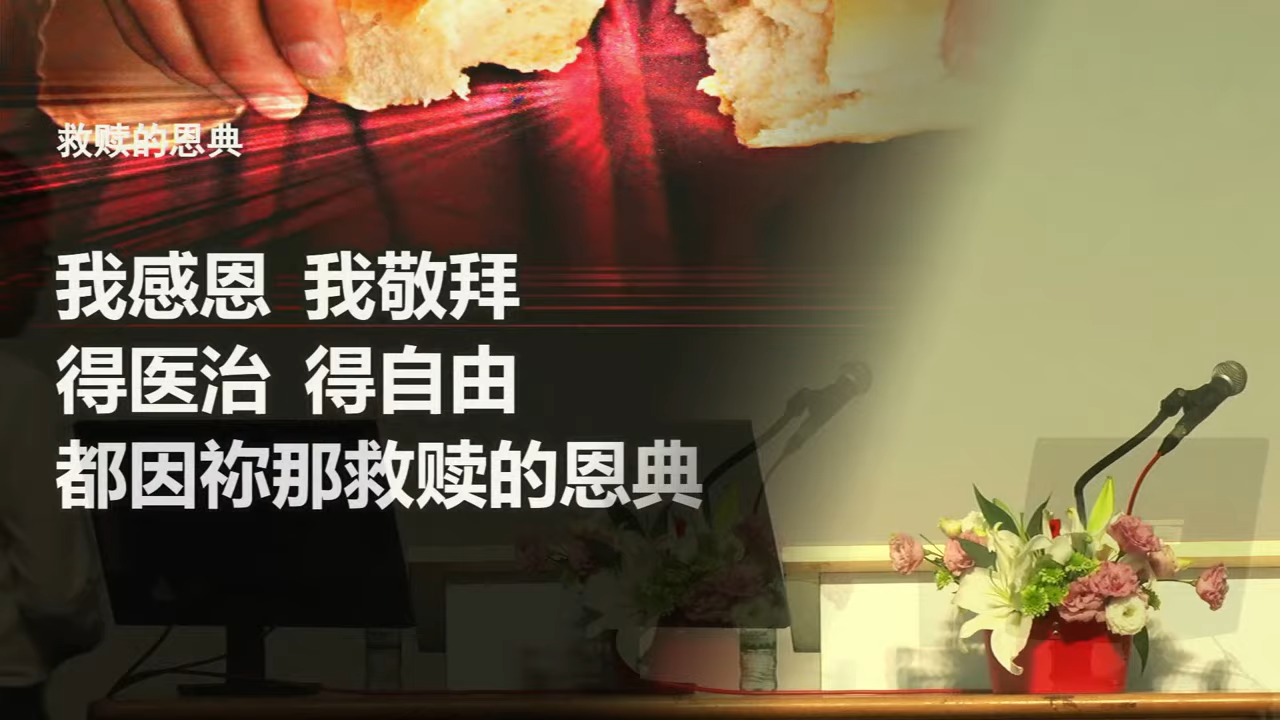 救赎的恩典
我感恩 我敬拜
得医治 得自由
都因祢那救赎的恩典